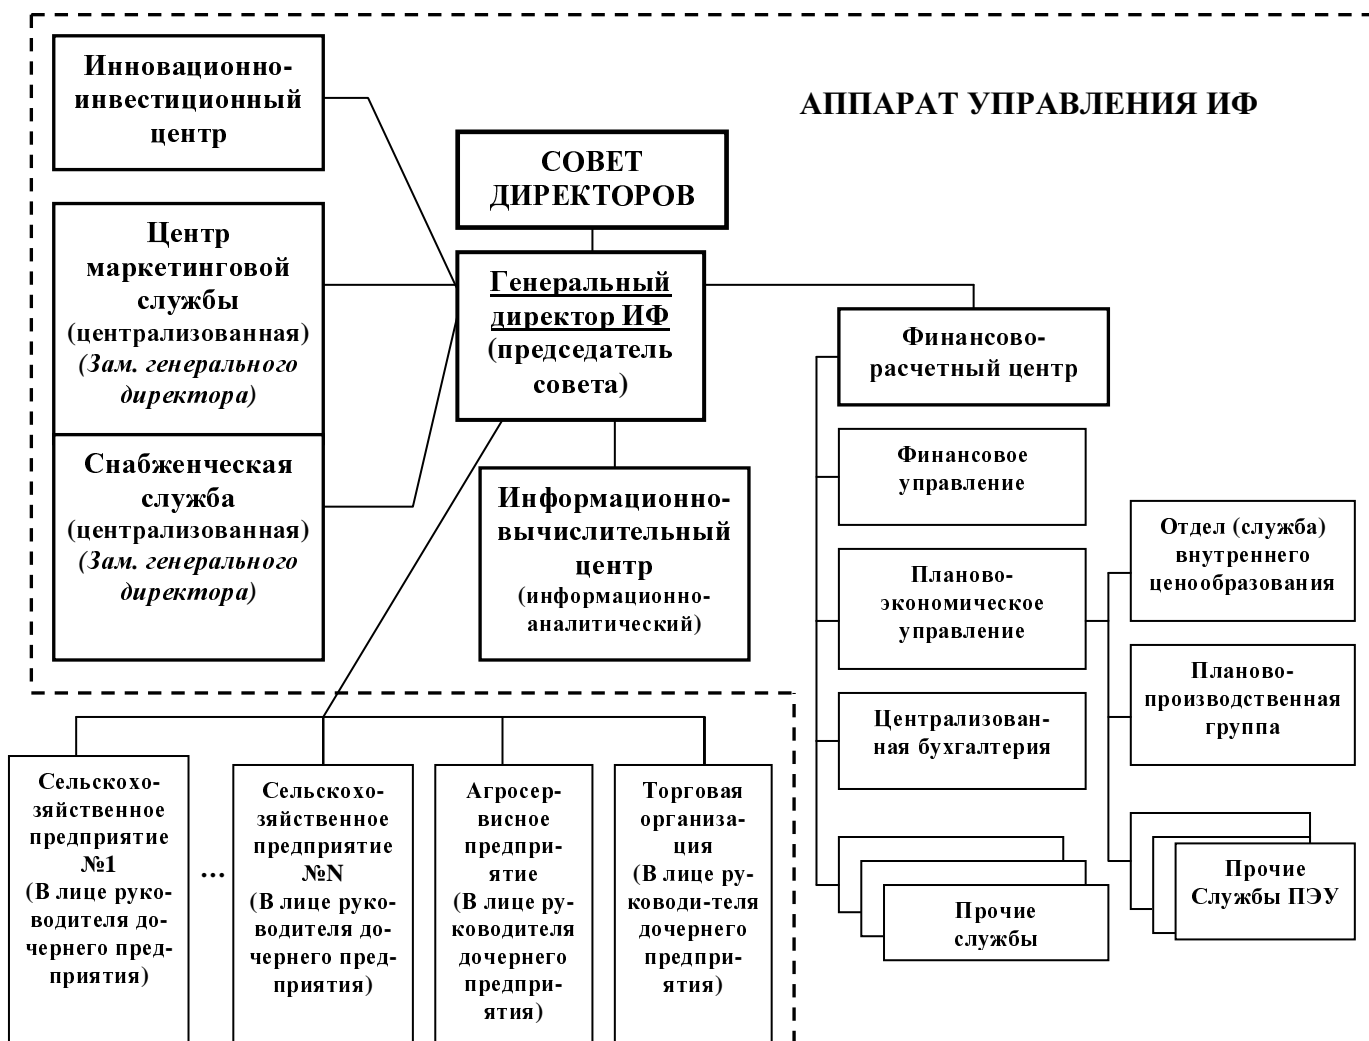 Инновационно-
инвестиционный
центр
АППАРАТ УПРАВЛЕНИЯ ИФ
СОВЕТ
ДИРЕКТОРОВ
Центр
маркетинговой
службы
(централизованная)
(Зам. генерального
директора)
Генеральный
директор ИФ
(председатель
совета)
Финансово-
расчетный центр
Снабженческая
служба
(централизованная)
(Зам. генерального
директора)
Информационно-
вычислительный
центр
(информационно-
аналитический)
Финансовое
управление
Планово-
экономическое
управление
Централизован-
ная бухгалтерия
Прочие
службы
Отдел (служба)
внутреннего
ценообразования
Планово-
производственная
группа
Прочие
Службы ПЭУ
Сельскохо-
зяйственное
предприятие
№1
(В лице руко-
водителя до-
чернего пред-
приятия)
...
Сельскохо-
зяйственное
предприятие
№N
(В лице руко-
водителя до-
чернего пред-
приятия)
Агросер-
висное
предпри-
ятие
(В лице ру-
ководителя
дочернего
предпри-
ятия)
Торговая
организа-
ция
(В лице ру-
ководи-теля
дочернего
предпри-
ятия)